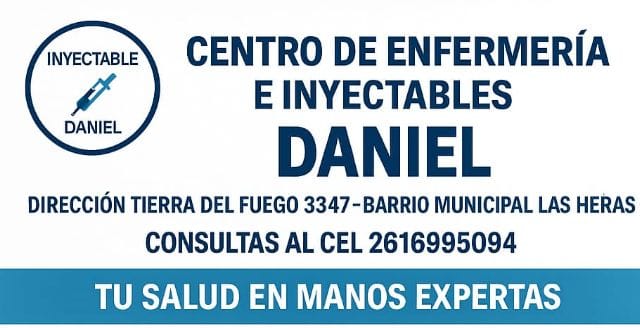 INYECTABLE
DANIEL
CENTRO DE ENFERMERÍA
E INYECTABLES
DANIEL
DIRECCIÓN TIERRA DEL FUEGO 3347-BARRIO MUNICIPAL LAS HERAS
CONSULTAS AL CEL 2616995094
TU SALUD EN MANOS EXPERTAS